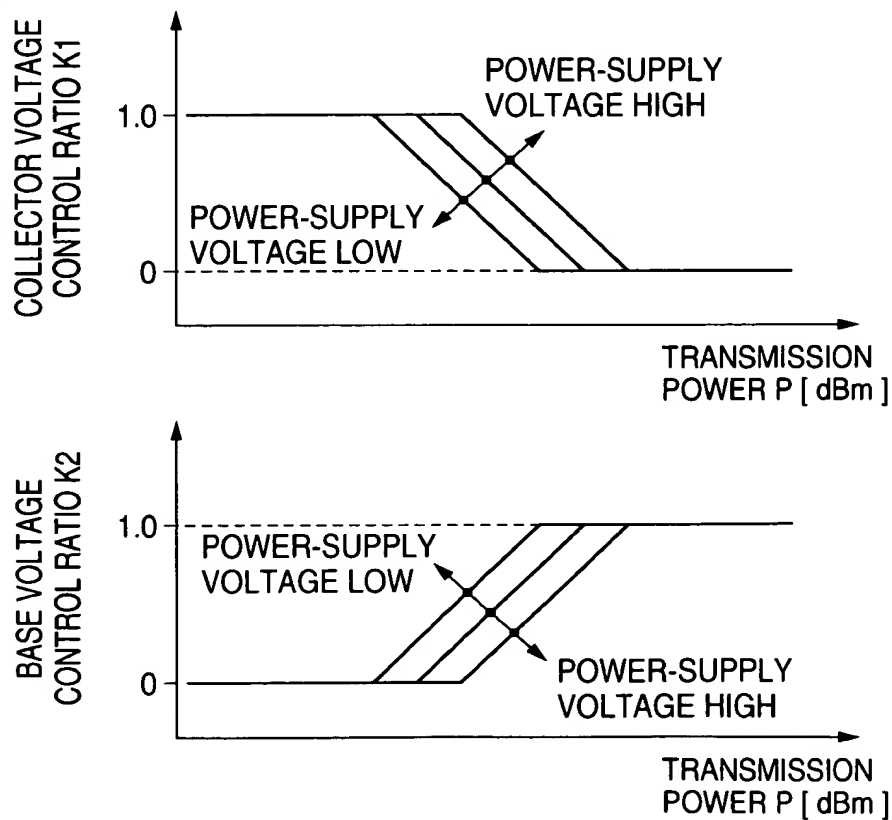 COLLECTOR VOLTAGE
CONTROL RATIO K1
1.0
0
POWER-SUPPLY
VOLTAGE HIGH
POWER-SUPPLY
VOLTAGE LOW
TRANSMISSION
POWER P [ dBm ]
BASE VOLTAGE
CONTROL RATIO K2
1.0
0
POWER-SUPPLY
VOLTAGE LOW
POWER-SUPPLY
VOLTAGE HIGH
TRANSMISSION
POWER P [ dBm ]